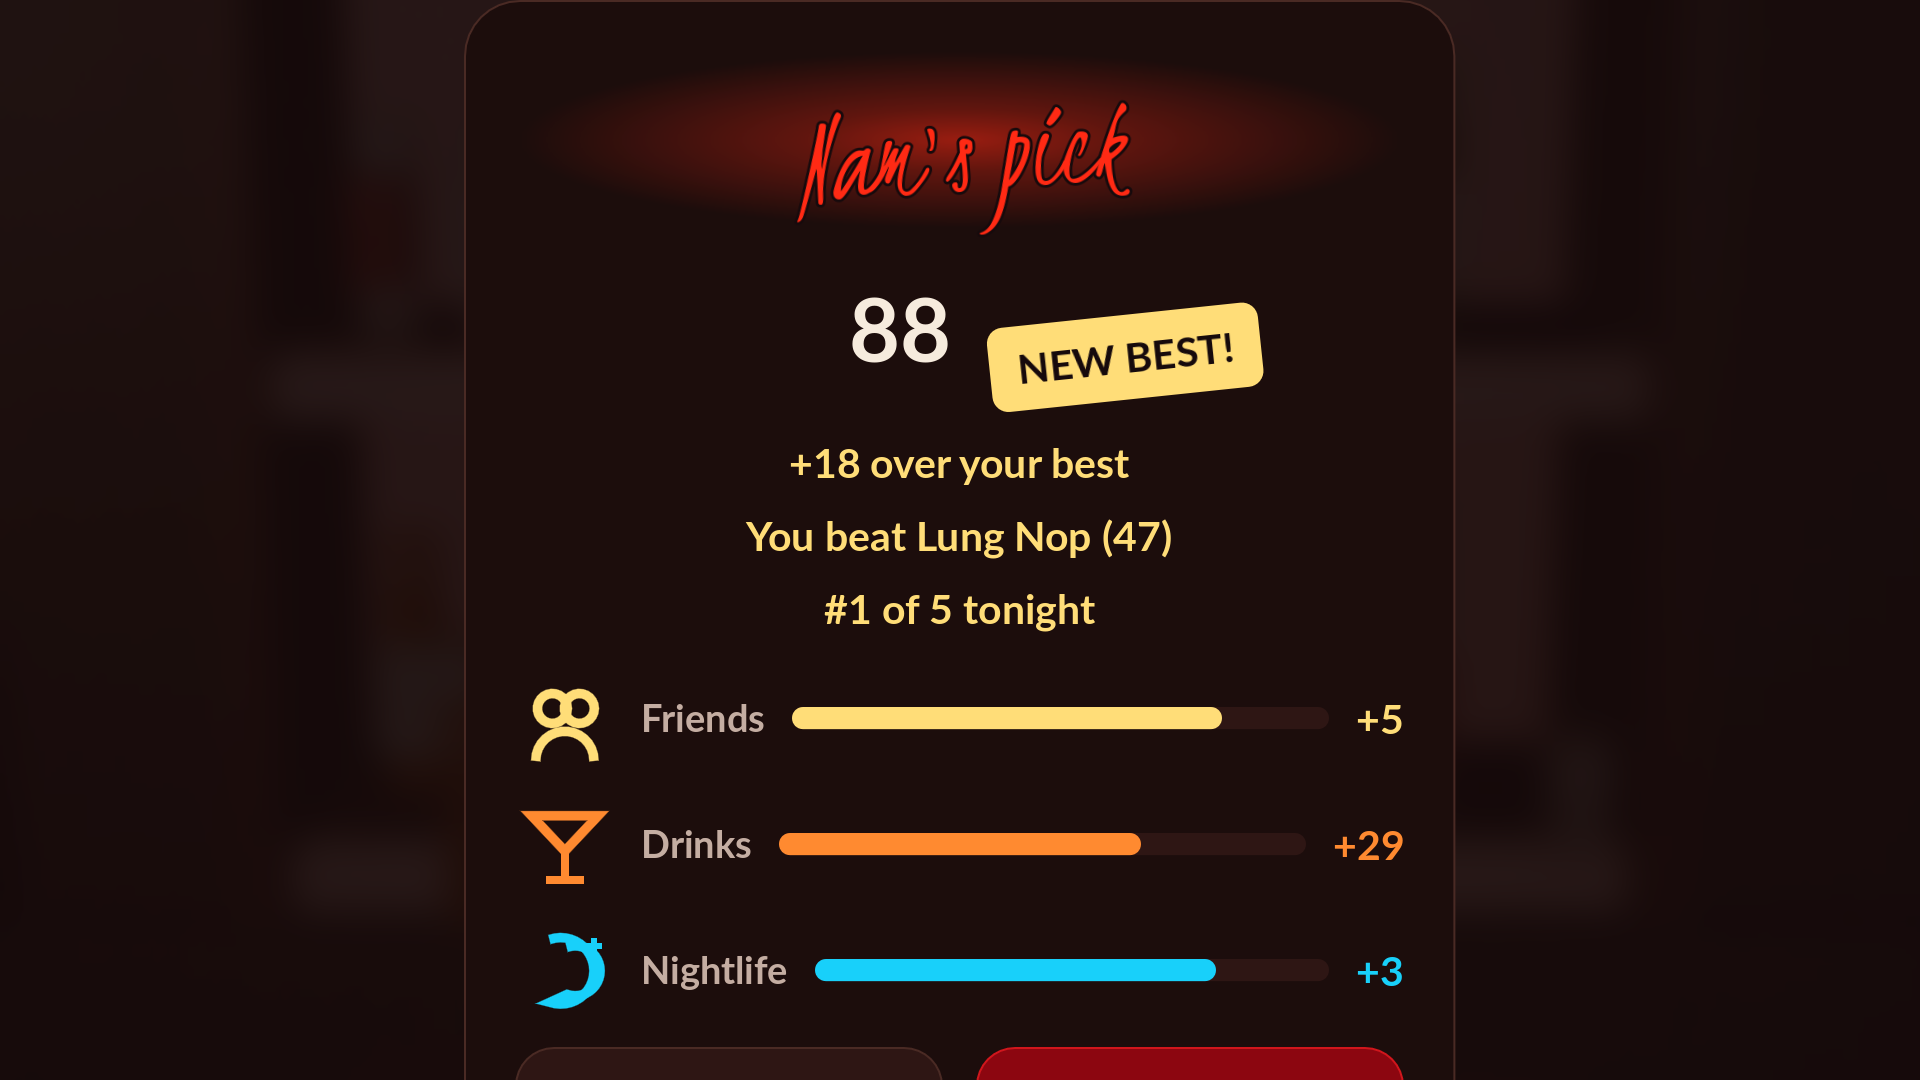 Nam's pick
88
NEW BEST!
+18 over your best
You beat Lung Nop (47)
#1 of 5 tonight
Friends +5
Drinks +29
Nightlife +3